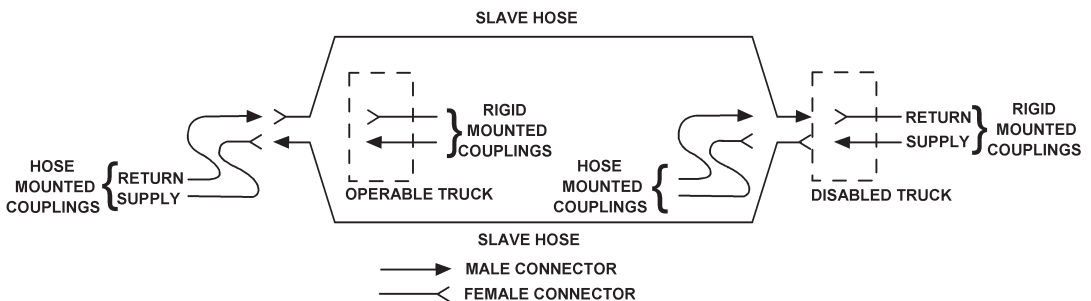 SLAVE HOSE
RIGID
MOUNTED
COUPLINGS
RETURN
SUPPLY
RIGID
MOUNTED
COUPLINGS
HOSE
MOUNTED
COUPLINGS
RETURN
SUPPLY
OPERABLE TRUCK
HOSE
MOUNTED
COUPLINGS
DISABLED TRUCK
SLAVE HOSE
MALE CONNECTOR
FEMALE CONNECTOR